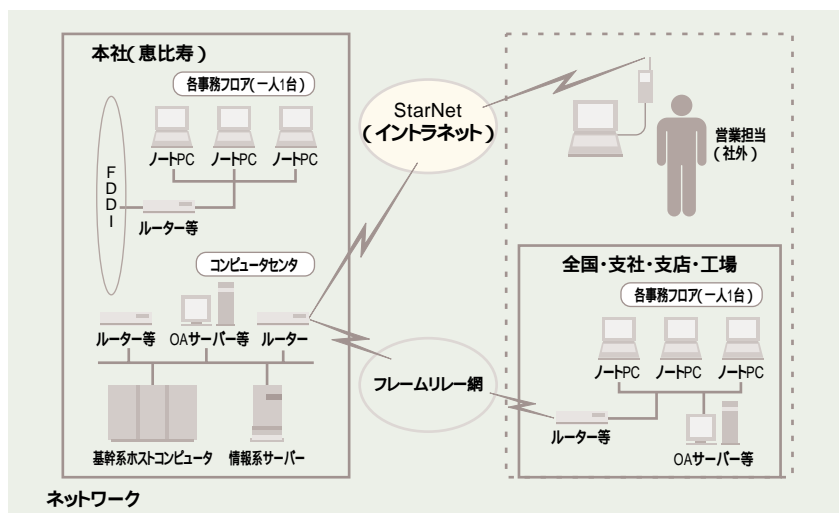 本社(恵比寿)
各事務フロア(一人1台)
ノートPC ノートPC ノートPC
FDDI
ルーター等
コンピュータセンタ
ルーター等 OAサーバー等 ルーター
基幹系ホストコンピュータ 情報系サーバー
StarNet
(イントラネット)
フレームリレー網
営業担当
(社外)
全国・支社・支店・工場
各事務フロア(一人1台)
ノートPC ノートPC ノートPC
ルーター等
OAサーバー等
ネットワーク